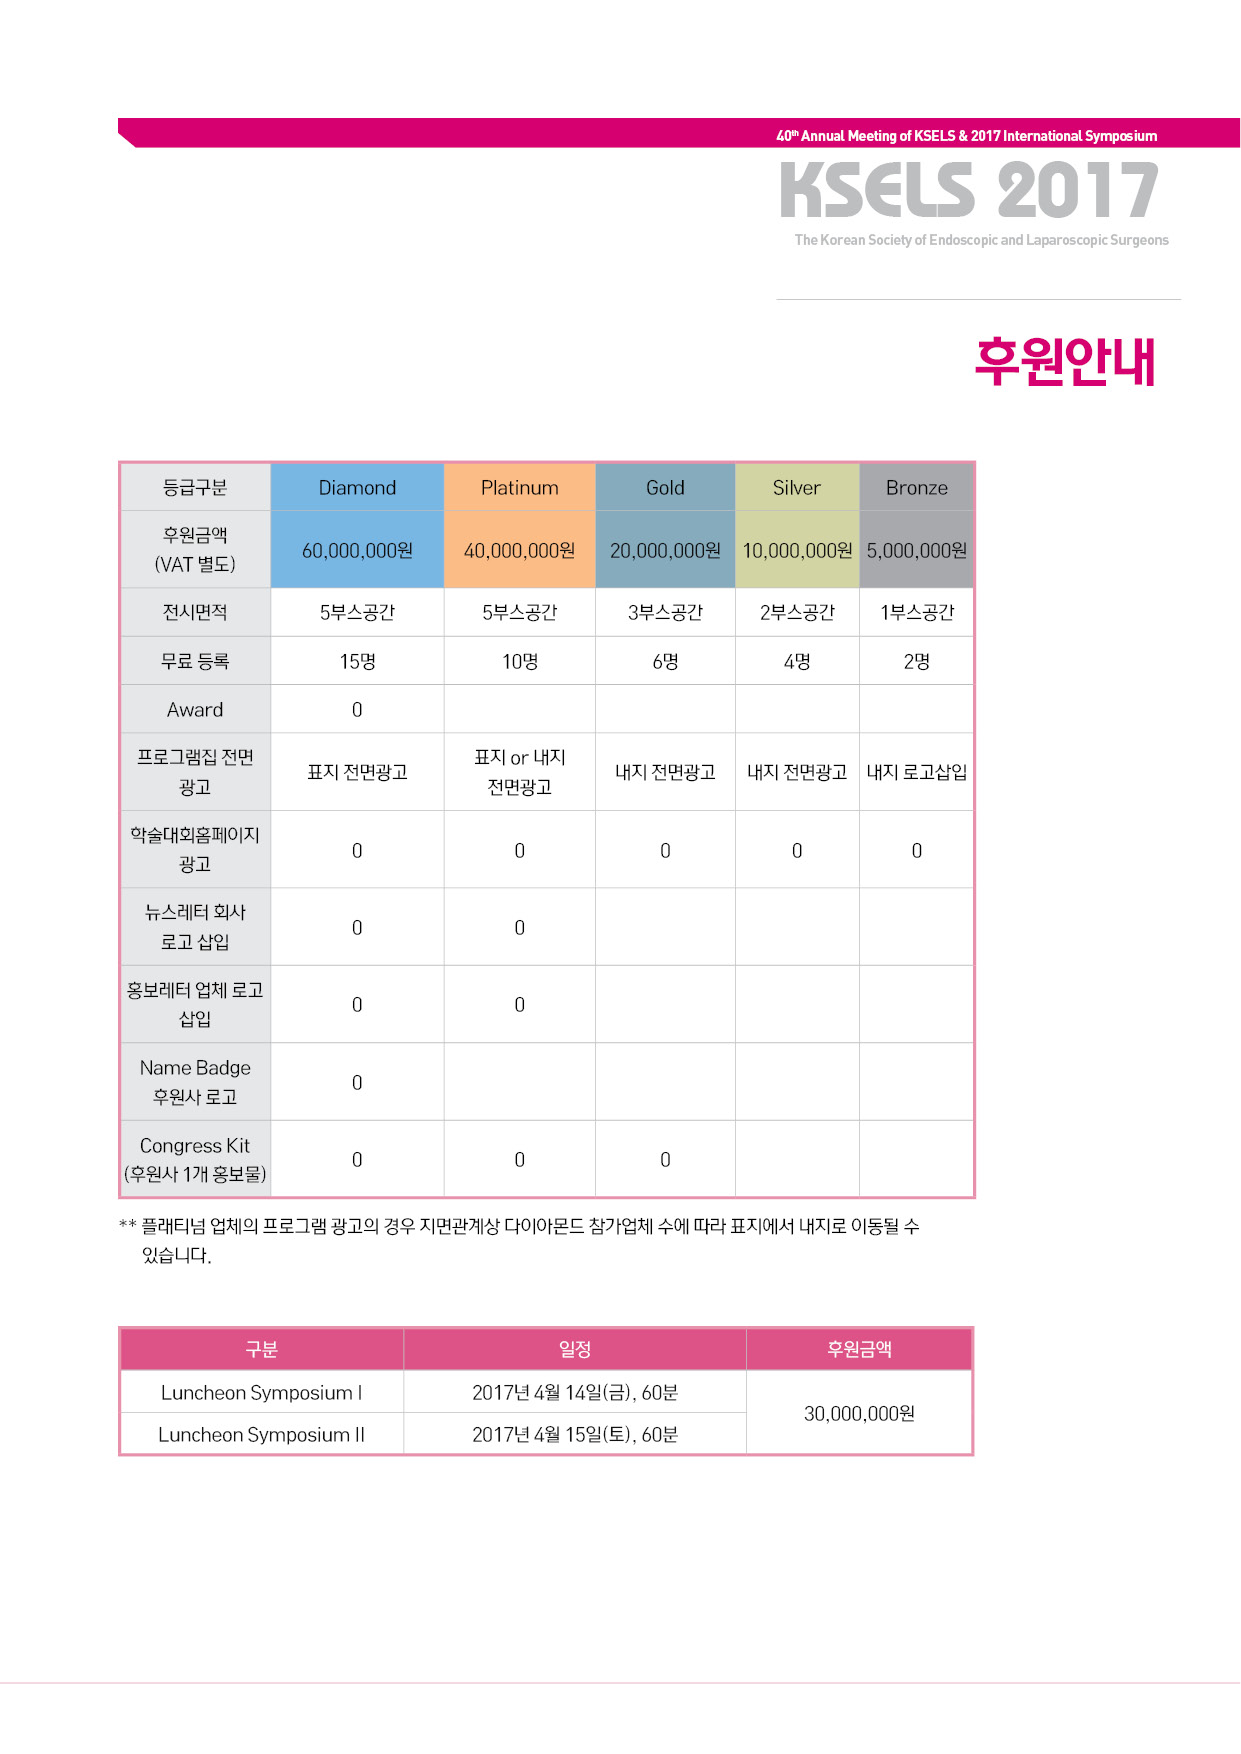 40th Annual Meeting of KSELS & 2017 International Symposium
KSELS 2017
The Korean Society of Endoscopic and Laparoscopic Surgeons
후원안내
등급구분 Diamond Platinum Gold Silver Bronze
후원금액
(VAT 별도) 60,000,000원 40,000,000원 20,000,000원 10,000,000원 5,000,000원
전시면적 5부스공간 5부스공간 3부스공간 2부스공간 1부스공간
무료 등록 15명 10명 6명 4명 2명
Award 0
프로그램집 전면
광고 표지 전면광고 표지 or 내지
전면광고 내지 전면광고 내지 전면광고 내지 로고삽입
학술대회홈페이지
광고 0 0 0 0 0
뉴스레터 회사
로고 삽입 0 0
홍보레터 업체 로고
삽입 0 0
Name Badge
후원사 로고 0
Congress Kit
(후원사 1개 홍보물) 0 0 0
** 플래티넘 업체의 프로그램 광고의 경우 지면관계상 다이아몬드 참가업체 수에 따라 표지에서 내지로 이동될 수
있습니다.
구분 일정 후원금액
Luncheon Symposium I 2017년 4월 14일(금), 60분
30,000,000원
Luncheon Symposium II 2017년 4월 15일(토), 60분